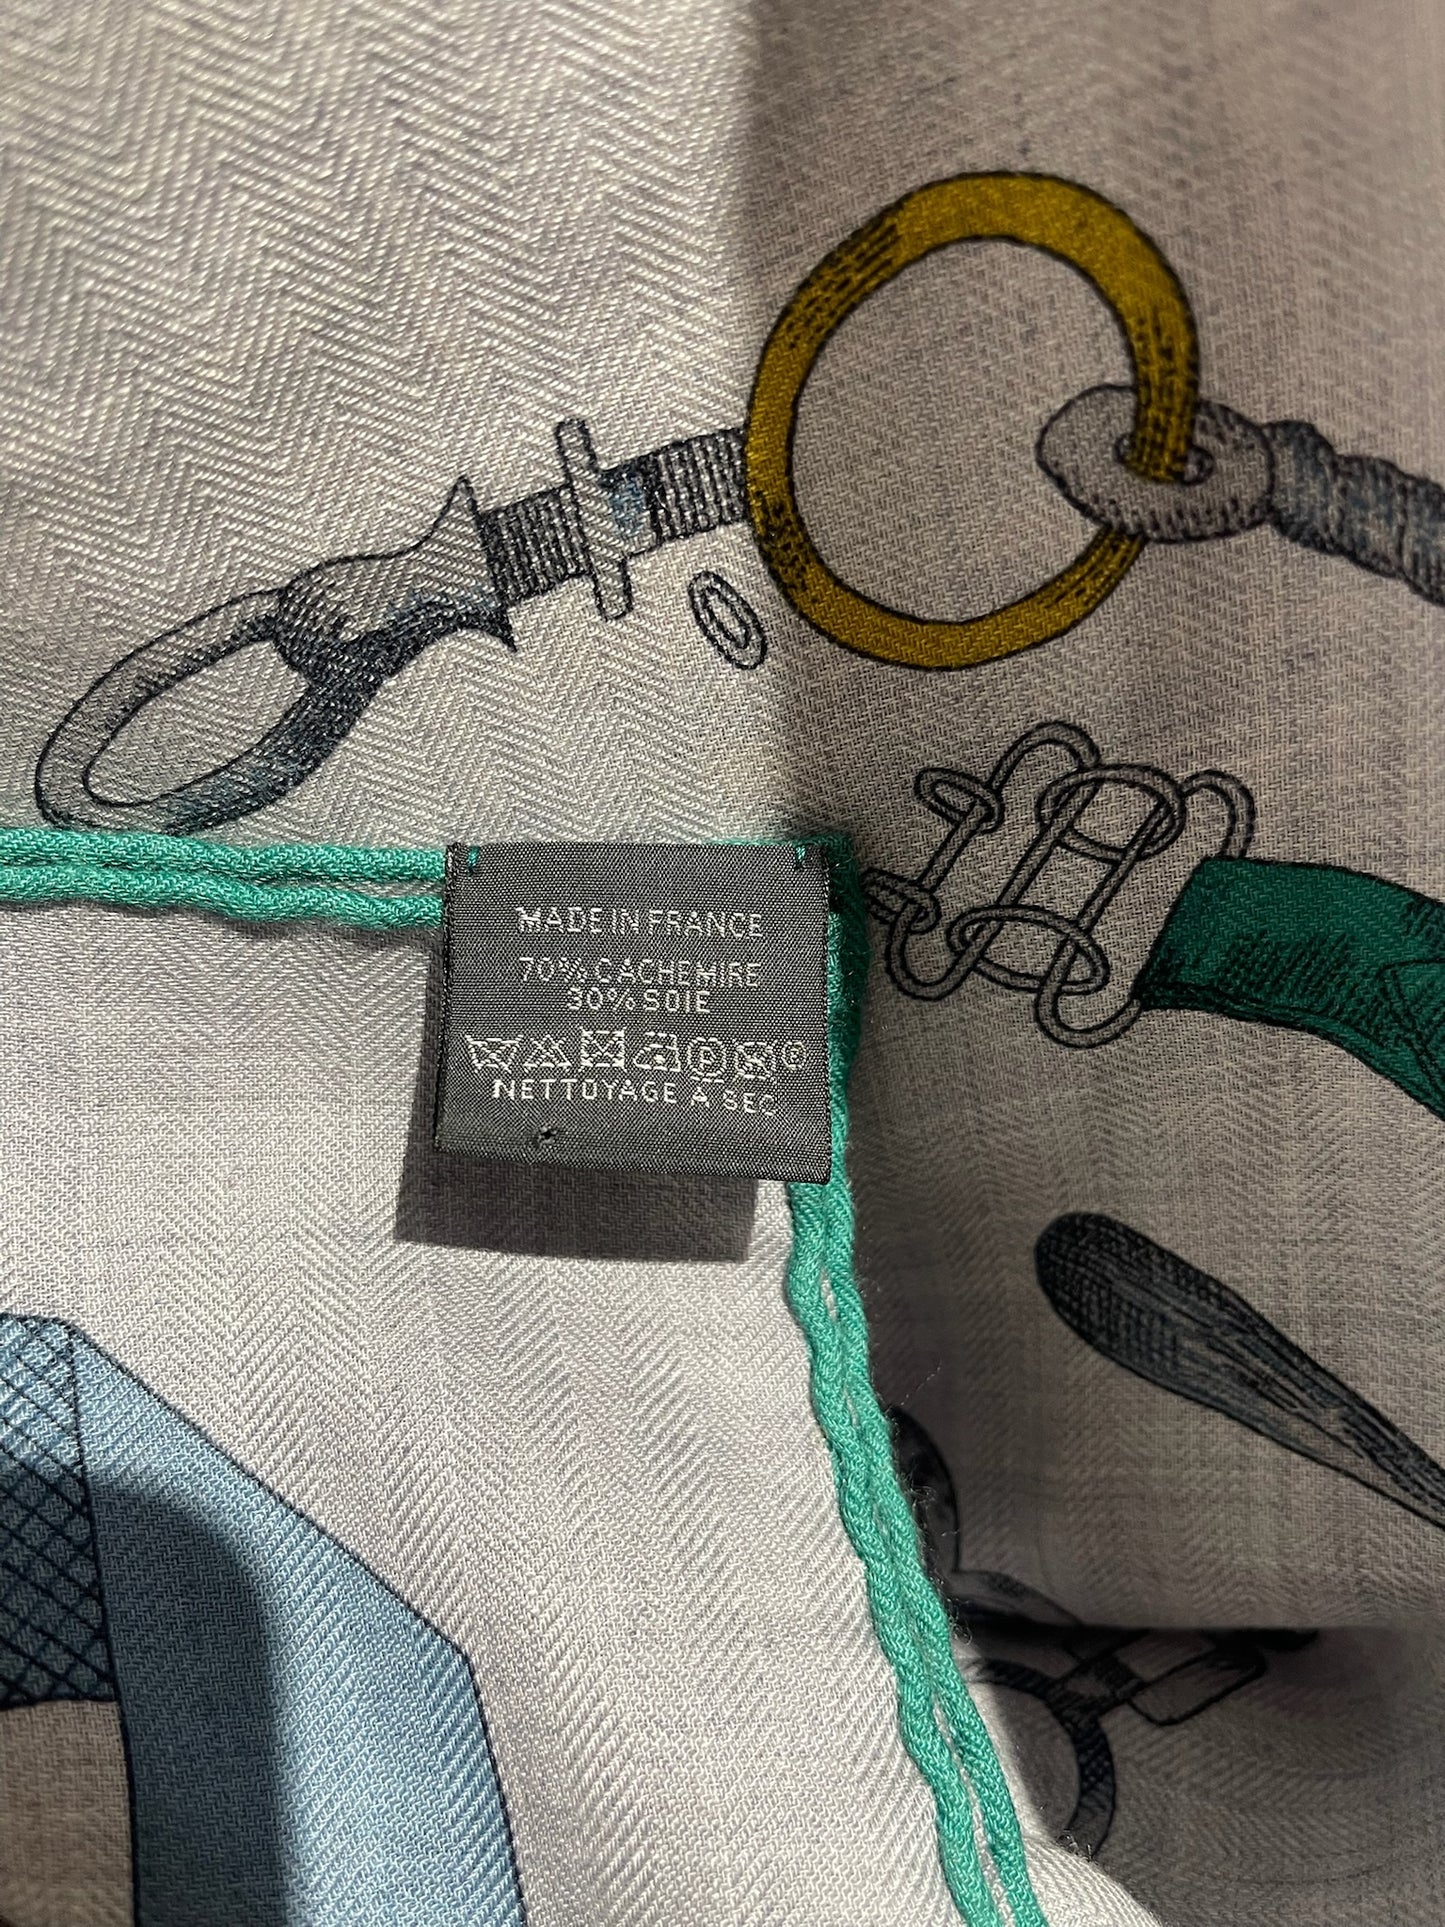 MADE IN FRANCE
70% CACHEMIRE
30% SOIE
P ®
NETTOYAGE A SEC